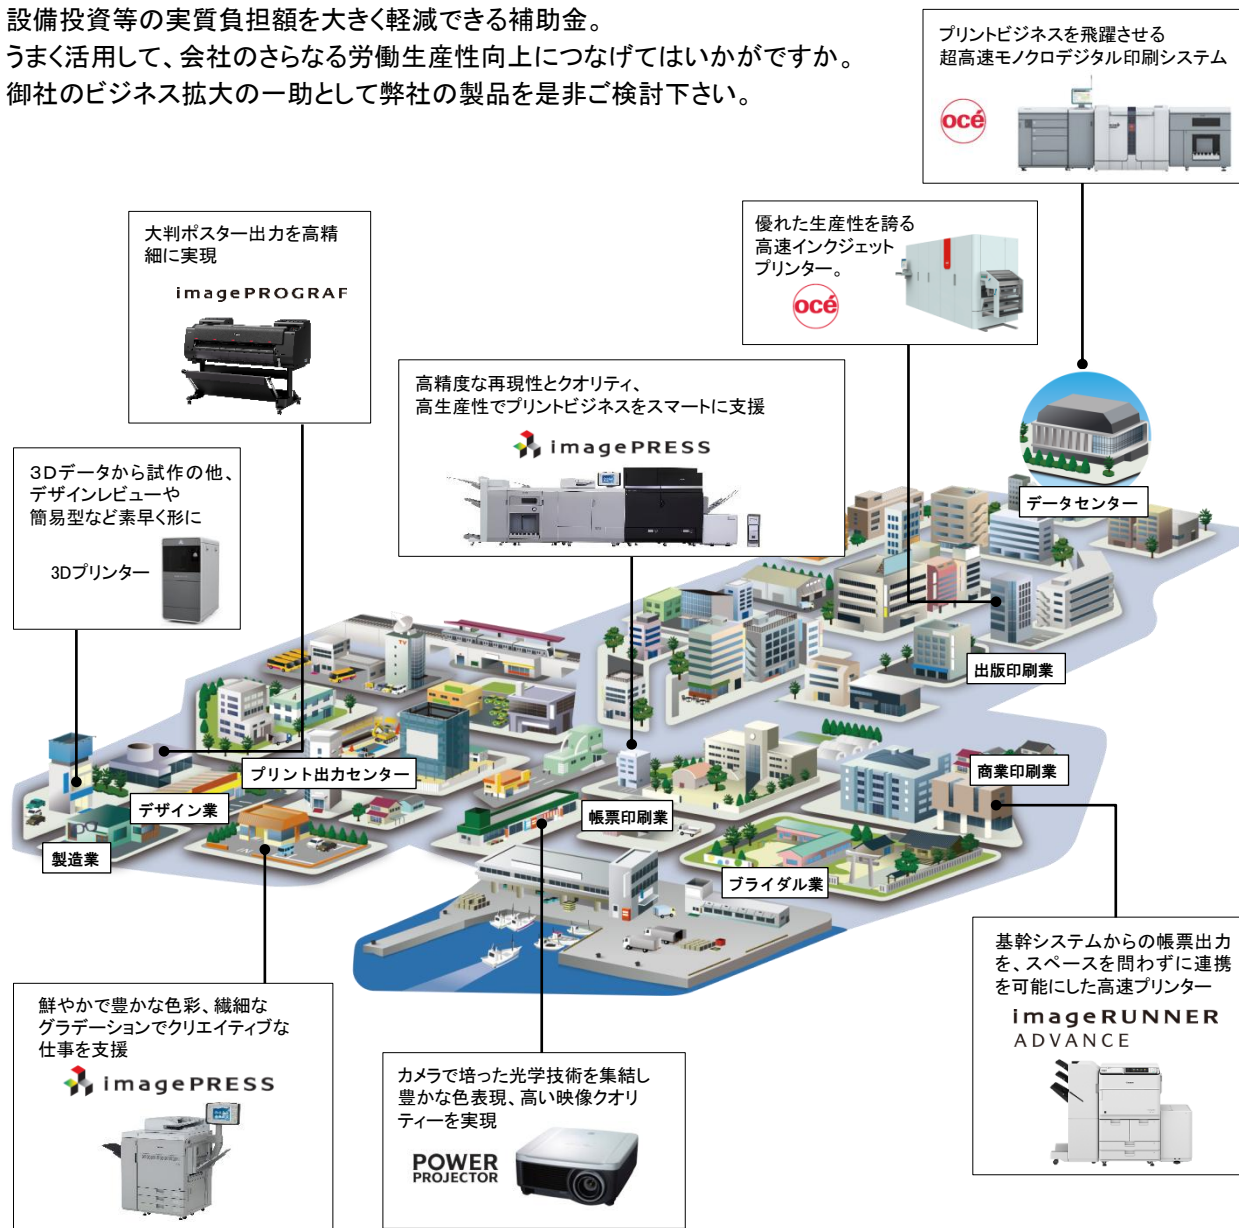 設備投資等の実質負担額を大きく軽減できる補助金。
うまく活用して、会社のさらなる労働生産性向上につなげてはいかがですか。
御社のビジネス拡大の一助として弊社の製品を是非ご検討下さい。
プリントビジネスを飛躍させる
超高速モノクロデジタル印刷システム
océ
優れた生産性を誇る
高速インクジェット
プリンター。
océ
大判ポスター出力を高精
細に実現
imagePROGRAF
高精度な再現性とクオリティ、
高生産性でプリントビジネスをスマートに支援
imagePRESS
3Dデータから試作の他、
デザインレビューや
簡易型など素早く形に
3Dプリンター
データセンター
出版印刷業
商業印刷業
プリント出力センター
デザイン業
帳票印刷業
製造業
ブライダル業
TV
鮮やかで豊かな色彩、繊細な
グラデーションでクリエイティブな
仕事を支援
imagePRESS
カメラで培った光学技術を集結し
豊かな色表現、高い映像クオリ
ティーを実現
POWER
PROJECTOR
基幹システムからの帳票出力
を、スペースを問わずに連携
を可能にした高速プリンター
imageRUNNER
ADVANCE